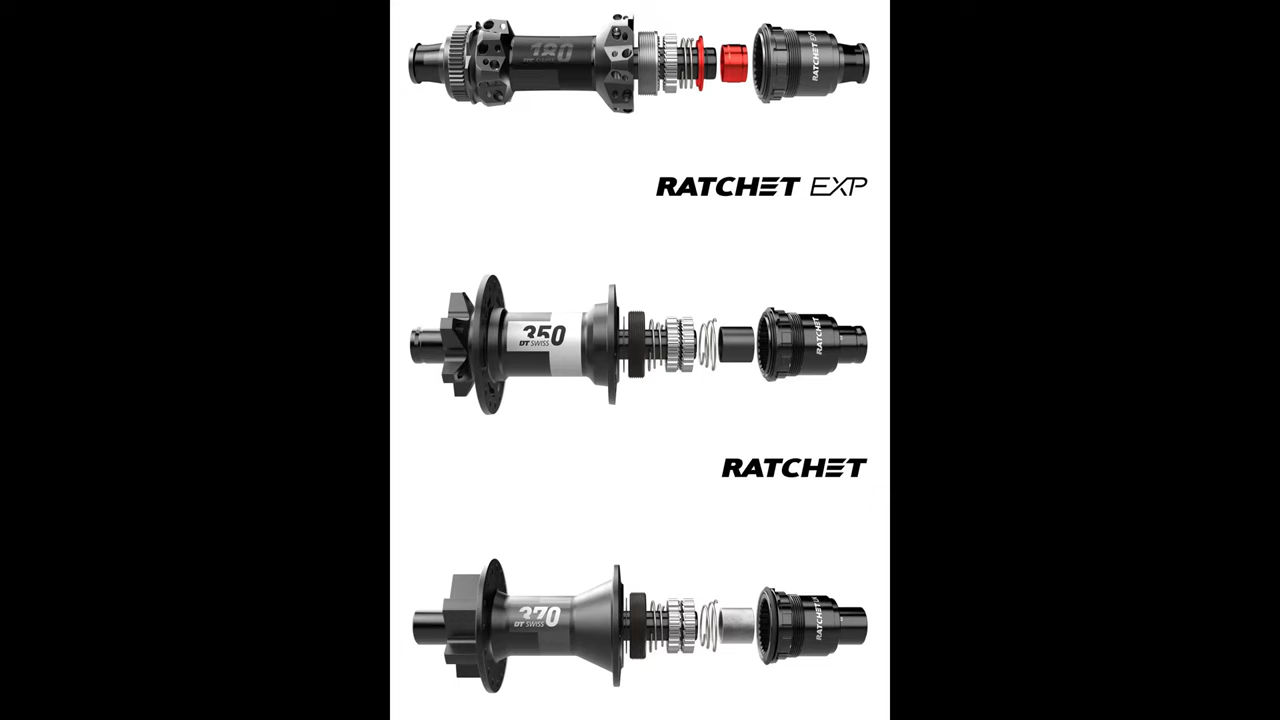 180
RATCHET EXP
RATCHET EXP
350
DT SWISS
RATCHET
RATCHET
370
DT SWISS
RATCHET